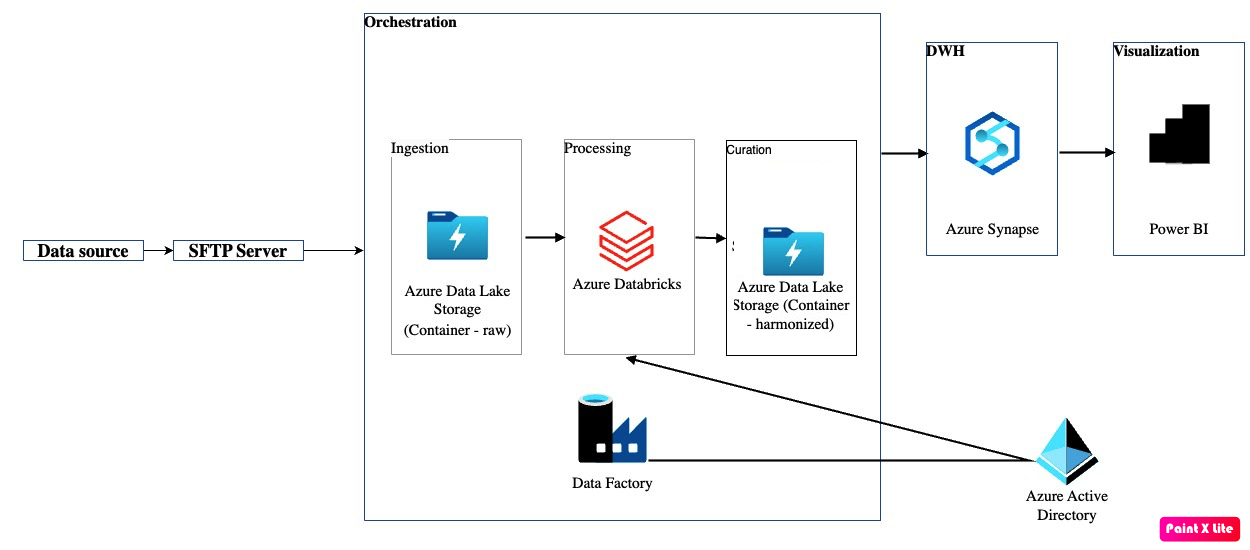 Orchestration
DWH
Visualization
Ingestion
Processing
Curation
Data source
SFTP Server
Azure Data Lake
Storage
(Container - raw)
Azure Databricks
Azure Data Lake
Storage (Container
- harmonized)
Azure Synapse
Power BI
Data Factory
Azure Active
Directory
Paint X Lite